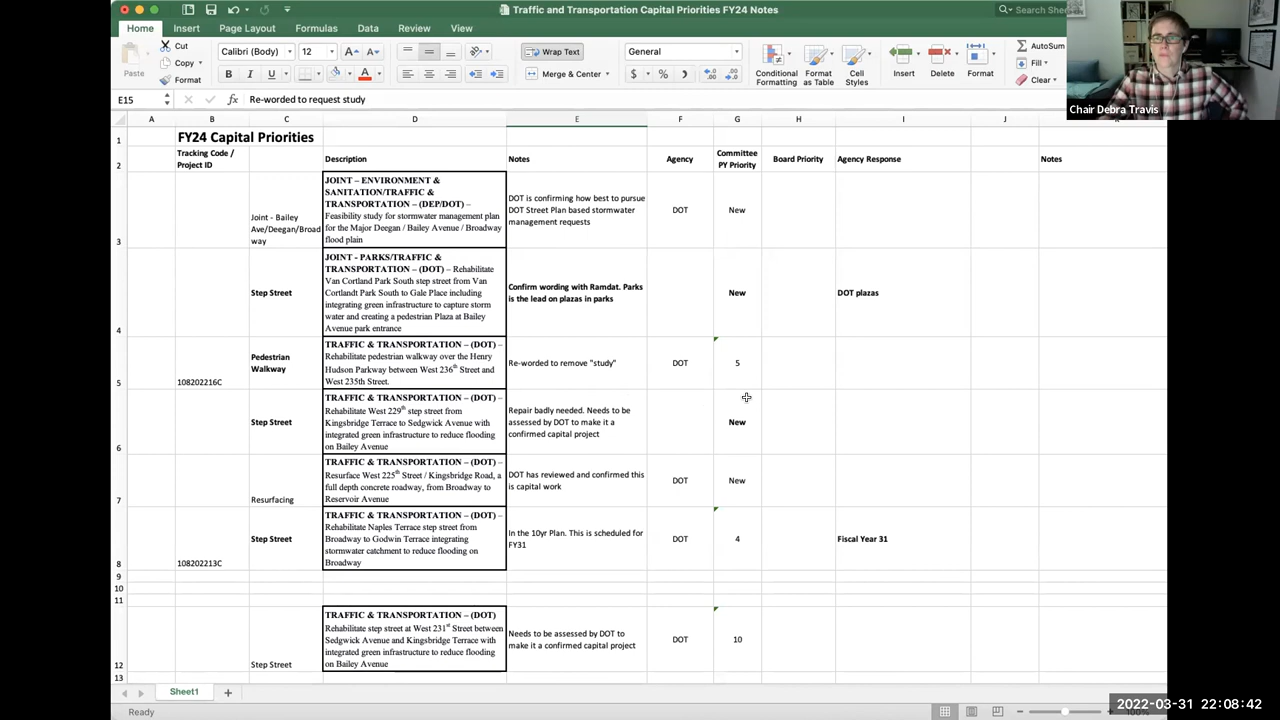 Traffic and Transportation Capital Priorities FY24 Notes
Search Shee
Home Insert Page Layout Formulas Data Review View
Paste
Cut
Copy
Format
Calibri (Body) 12
Wrap Text
Merge & Center
General
Conditional Formatting
Format as Table
Cell Styles
Insert
Delete
Format
AutoSum
Fill
Clear
Chair Debra Travis
E15 fx Re-worded to request study
A B C D E F G H I J
1 FY24 Capital Priorities
2 Tracking Code / Project ID Description Notes Agency Committee PY Priority Board Priority Agency Response Notes
3
Joint - Bailey
Ave/Deegan/Broad
way
JOINT – ENVIRONMENT &
SANITATION/TRAFFIC &
TRANSPORTATION – (DEP/DOT) –
Feasibility study for stormwater management plan
for the Major Deegan / Bailey Avenue / Broadway
flood plain
DOT is confirming how best to pursue
DOT Street Plan based stormwater
management requests
DOT
New
4
Step Street
JOINT - PARKS/TRAFFIC &
TRANSPORTATION – (DOT) – Rehabilitate
Van Cortland Park South step street from Van
Cortlandt Park South to Gale Place including
integrating green infrastructure to capture storm
water and creating a pedestrian Plaza at Bailey
Avenue park entrance
Confirm wording with Ramdat. Parks
is the lead on plazas in parks
New
DOT plazas
5
108202216C
Pedestrian
Walkway
TRAFFIC & TRANSPORTATION – (DOT) –
Rehabilitate pedestrian walkway over the Henry
Hudson Parkway between West 236th Street and
West 235th Street.
Re-worded to remove "study"
DOT
5
6
Step Street
TRAFFIC & TRANSPORTATION – (DOT) –
Rehabilitate West 229th step street from
Kingsbridge Terrace to Sedgwick Avenue with
integrated green infrastructure to reduce flooding
on Bailey Avenue
Repair badly needed. Needs to be
assessed by DOT to make it a
confirmed capital project
New
7
Resurfacing
TRAFFIC & TRANSPORTATION – (DOT) –
Resurface West 225th Street / Kingsbridge Road, a
full depth concrete roadway, from Broadway to
Reservoir Avenue
DOT has reviewed and confirmed this
is capital work
DOT
New
8
108202213C
Step Street
TRAFFIC & TRANSPORTATION – (DOT) –
Rehabilitate Naples Terrace step street from
Broadway to Godwin Terrace integrating
stormwater catchment to reduce flooding on
Broadway
In the 10yr Plan. This is scheduled for
FY31
DOT
4
Fiscal Year 31
9
10
11
12
Step Street
TRAFFIC & TRANSPORTATION – (DOT)
Rehabilitate step street at West 231st Street between
Sedgwick Avenue and Kingsbridge Terrace with
integrated green infrastructure to reduce flooding
on Bailey Avenue
Needs to be assessed by DOT to
make it a confirmed capital project
DOT
10
13
Sheet1
Ready
2022-03-31 22:08:42